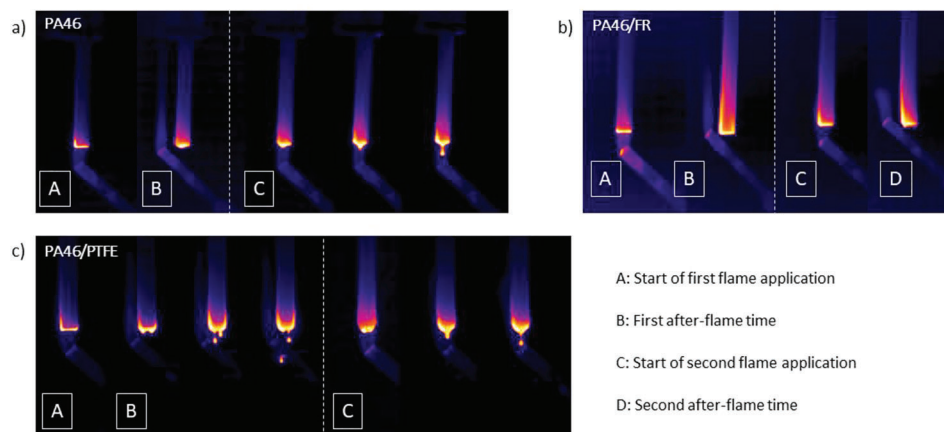 a) PA46
A B C
b) PA46/FR
A B C D
c) PA46/PTFE
A B C
A: Start of first flame application
B: First after-flame time
C: Start of second flame application
D: Second after-flame time